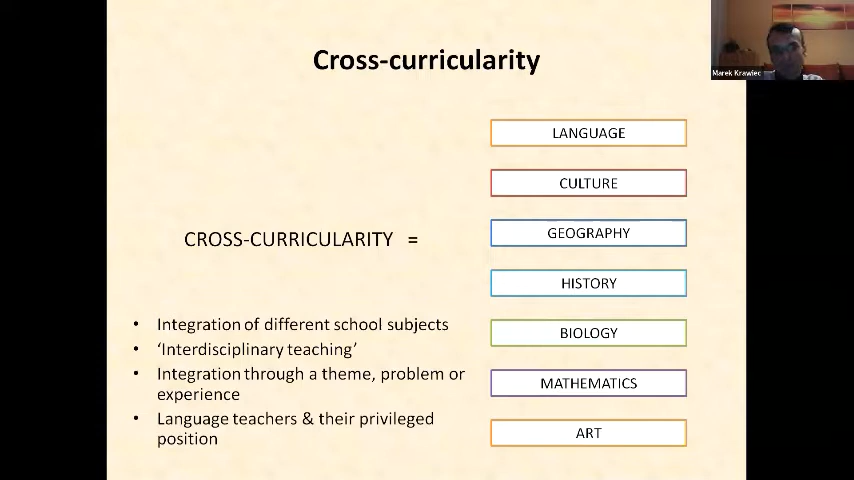 Cross-curricularity
Marek Krawiec
LANGUAGE
CULTURE
CROSS-CURRICULARITY =
GEOGRAPHY
HISTORY
BIOLOGY
MATHEMATICS
ART
• Integration of different school subjects
• ‘Interdisciplinary teaching’
• Integration through a theme, problem or
experience
• Language teachers & their privileged
position